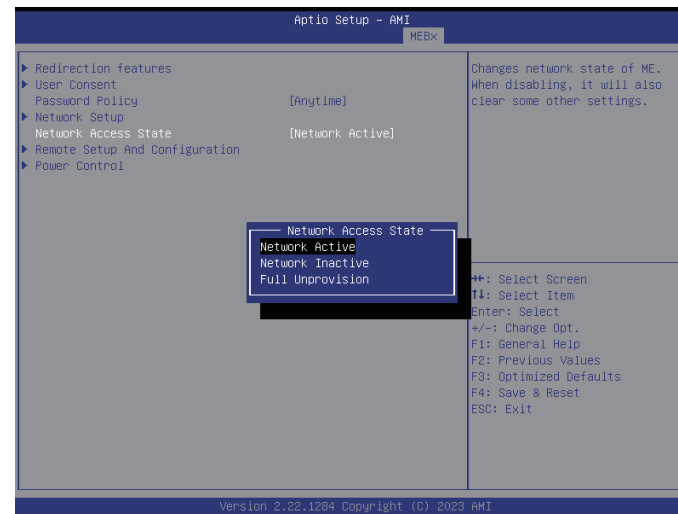 Aptio Setup – AMI
MEBx
Redirection features
User Consent
Password Policy [Anytime]
Network Setup
Network Access State [Network Active]
Remote Setup And Configuration
Power Control
Changes network state of ME.
When disabling, it will also
clear some other settings.
Network Access State
Network Active
Network Inactive
Full Unprovision
→←: Select Screen
↑↓: Select Item
Enter: Select
+/-: Change Opt.
F1: General Help
F2: Previous Values
F3: Optimized Defaults
F4: Save & Reset
ESC: Exit
Version 2.22.1284 Copyright (C) 2023 AMI